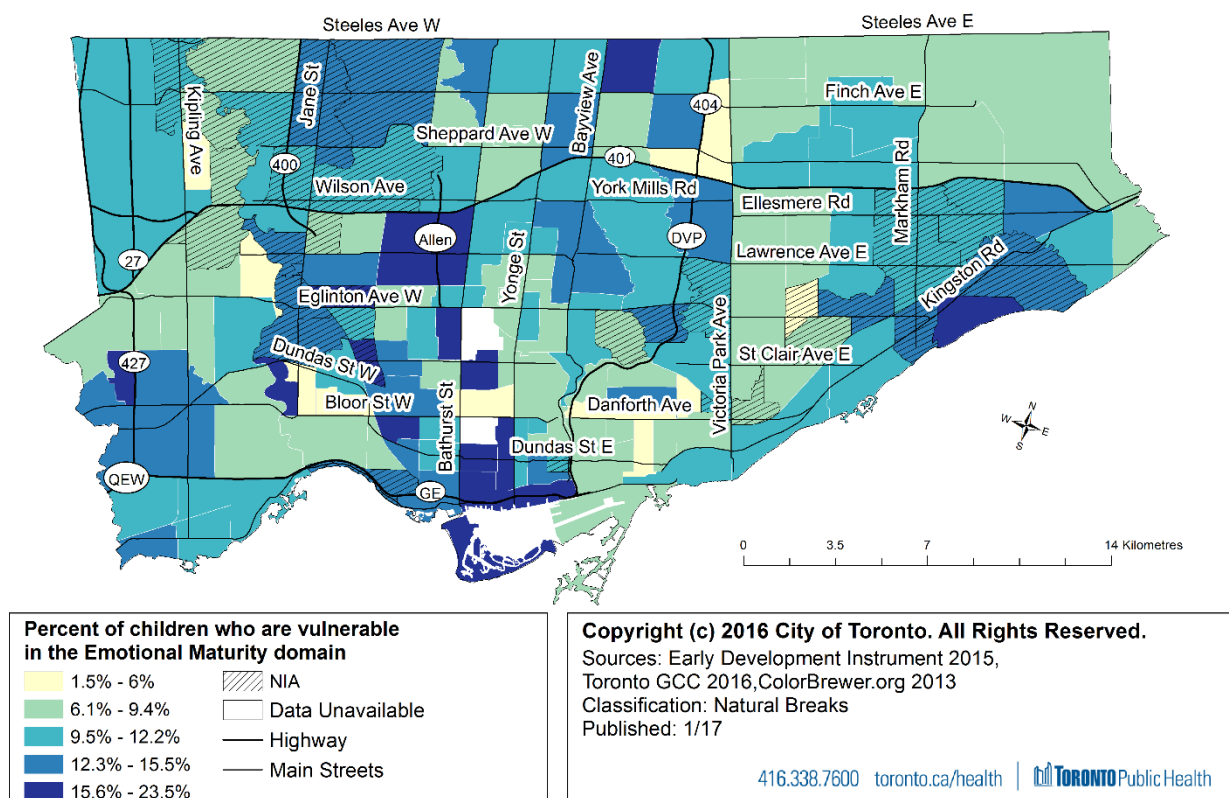 Steeles Ave W
Steeles Ave E
Kipling Ave
Jane St
Bayview Ave
404
Finch Ave E
Sheppard Ave W
400
401
Markham Rd
Wilson Ave
York Mills Rd
Ellesmere Rd
Allen
Yonge St
DVP
27
Lawrence Ave E
Kingston Rd
Eglinton Ave W
Victoria Park Ave
427
Dundas St W
St Clair Ave E
Bathurst St
Bloor St W
Danforth Ave
Dundas St E
QEW
GE
N
W
E
S
0 3.5 7 14 Kilometres
Percent of children who are vulnerable
in the Emotional Maturity domain
1.5% - 6%
6.1% - 9.4%
9.5% - 12.2%
12.3% - 15.5%
15.6% - 23.5%
NIA
Data Unavailable
Highway
Main Streets
Copyright (c) 2016 City of Toronto. All Rights Reserved.
Sources: Early Development Instrument 2015,
Toronto GCC 2016,ColorBrewer.org 2013
Classification: Natural Breaks
Published: 1/17
416.338.7600 toronto.ca/health TORONTO Public Health